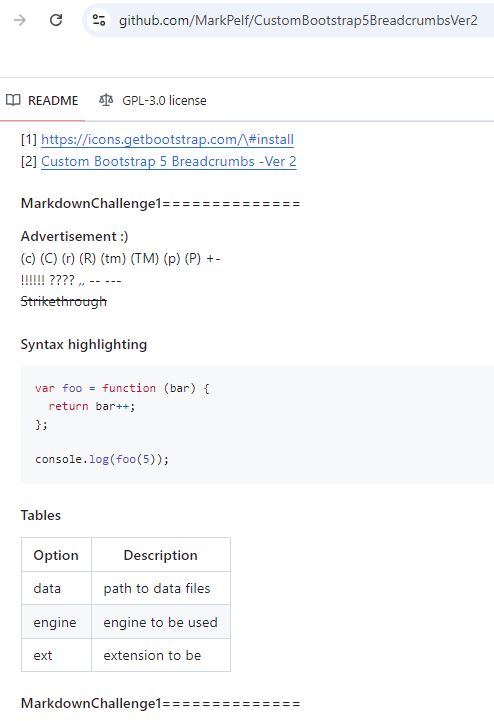 github.com/MarkPelf/CustomBootstrap5BreadcrumbsVer2
README GPL-3.0 license
[1] https://icons.getbootstrap.com/\#install
[2] Custom Bootstrap 5 Breadcrumbs -Ver 2
MarkdownChallenge1==============
Advertisement :)
(c) (C) (r) (R) (tm) (TM) (p) (P) +-
!!!!!! ???? ,, -- ---
Strikethrough
Syntax highlighting
var foo = function (bar) {
  return bar++;
};
console.log(foo(5));
Tables
Option Description
data path to data files
engine engine to be used
ext extension to be
MarkdownChallenge1==============